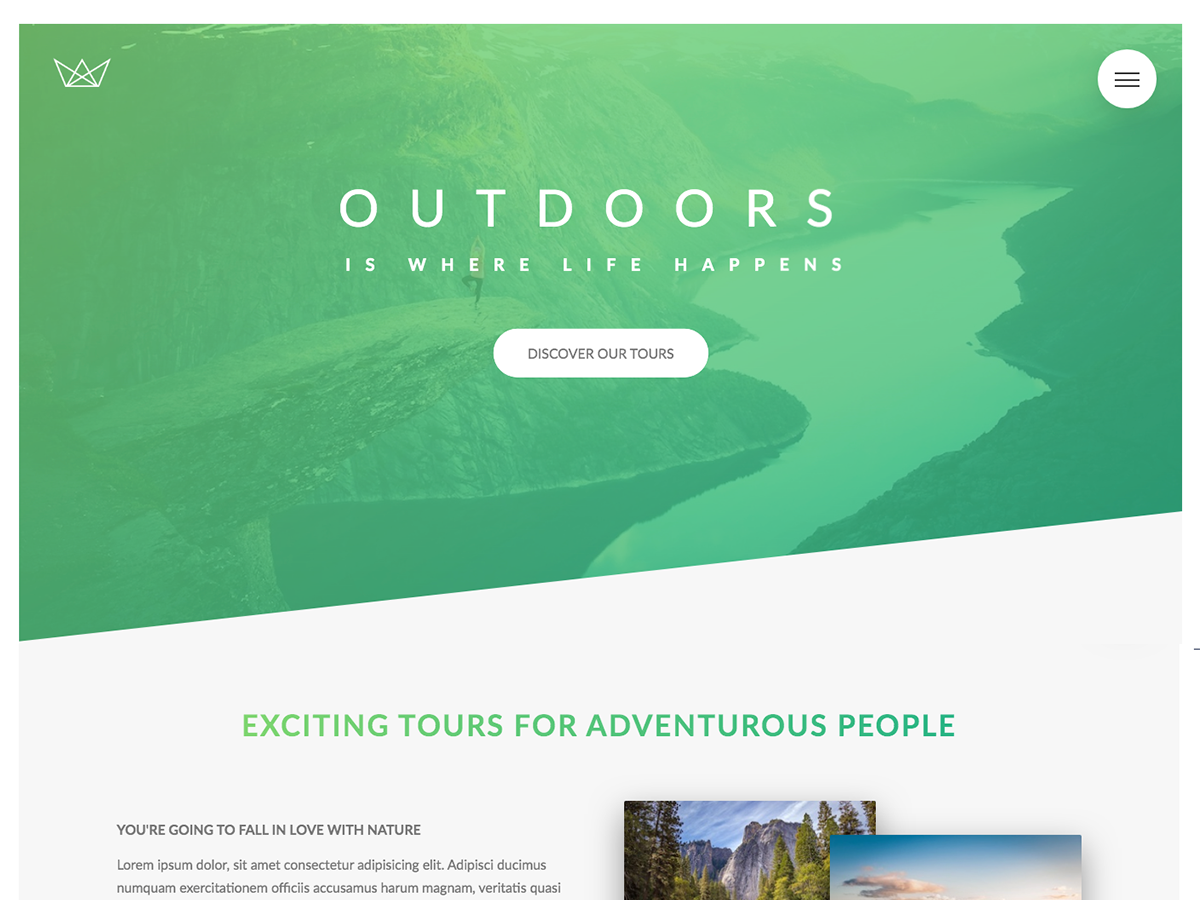 OUTDOORS
IS WHERE LIFE HAPPENS
DISCOVER OUR TOURS
EXCITING TOURS FOR ADVENTUROUS PEOPLE
YOU'RE GOING TO FALL IN LOVE WITH NATURE
Lorem ipsum dolor, sit amet consectetur adipisicing elit. Adipisci ducimus
numquam exercitationem officiis accusamus harum magnam, veritatis quasi